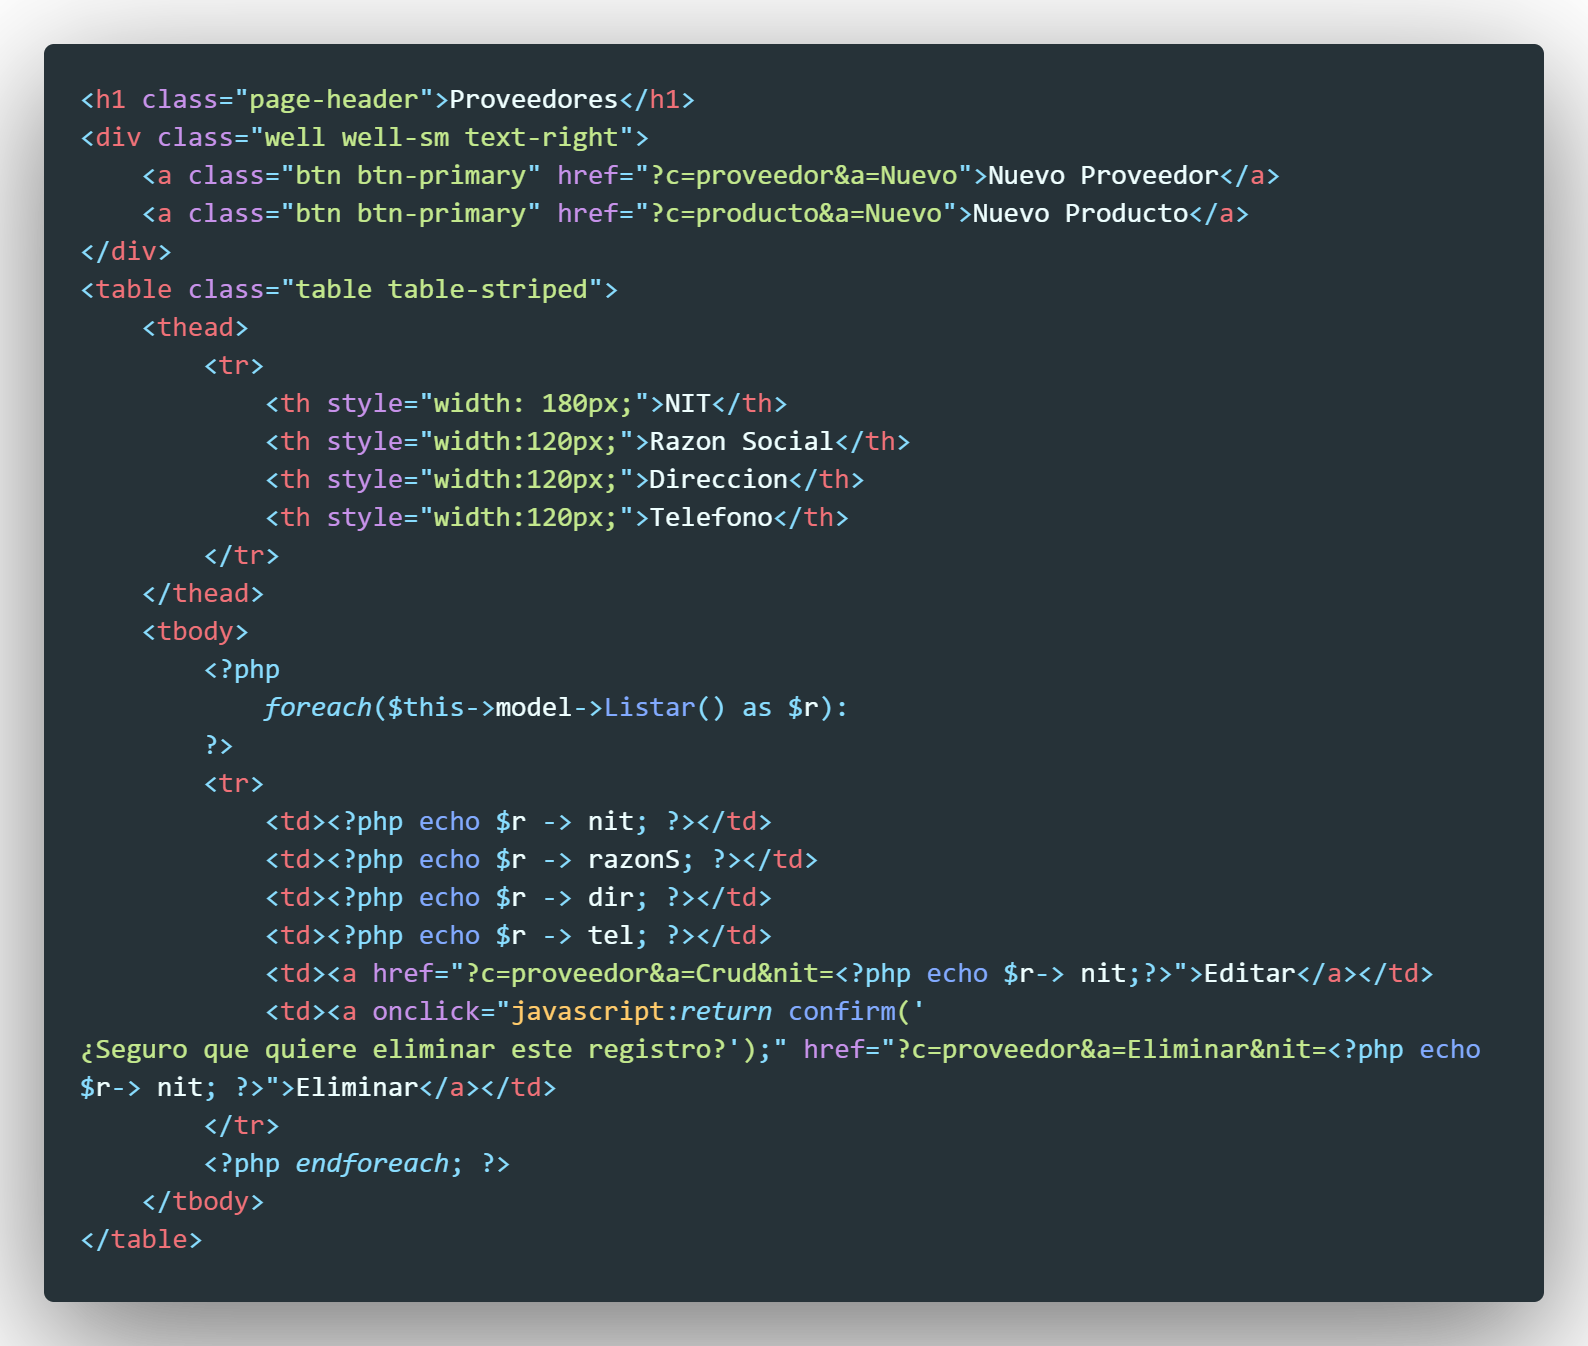 <h1 class="page-header">Proveedores</h1>
<div class="well well-sm text-right">
    <a class="btn btn-primary" href="?c=proveedor&a=Nuevo">Nuevo Proveedor</a>
    <a class="btn btn-primary" href="?c=producto&a=Nuevo">Nuevo Producto</a>
</div>
<table class="table table-striped">
    <thead>
        <tr>
            <th style="width: 180px;">NIT</th>
            <th style="width:120px;">Razon Social</th>
            <th style="width:120px;">Direccion</th>
            <th style="width:120px;">Telefono</th>
        </tr>
    </thead>
    <tbody>
        <?php
            foreach($this->model->Listar() as $r):
        ?>
        <tr>
            <td><?php echo $r -> nit; ?></td>
            <td><?php echo $r -> razonS; ?></td>
            <td><?php echo $r -> dir; ?></td>
            <td><?php echo $r -> tel; ?></td>
            <td><a href="?c=proveedor&a=Crud&nit=<?php echo $r-> nit;?>">Editar</a></td>
            <td><a onclick="javascript:return confirm('
¿Seguro que quiere eliminar este registro?');" href="?c=proveedor&a=Eliminar&nit=<?php echo
$r-> nit; ?>">Eliminar</a></td>
        </tr>
        <?php endforeach; ?>
    </tbody>
</table>